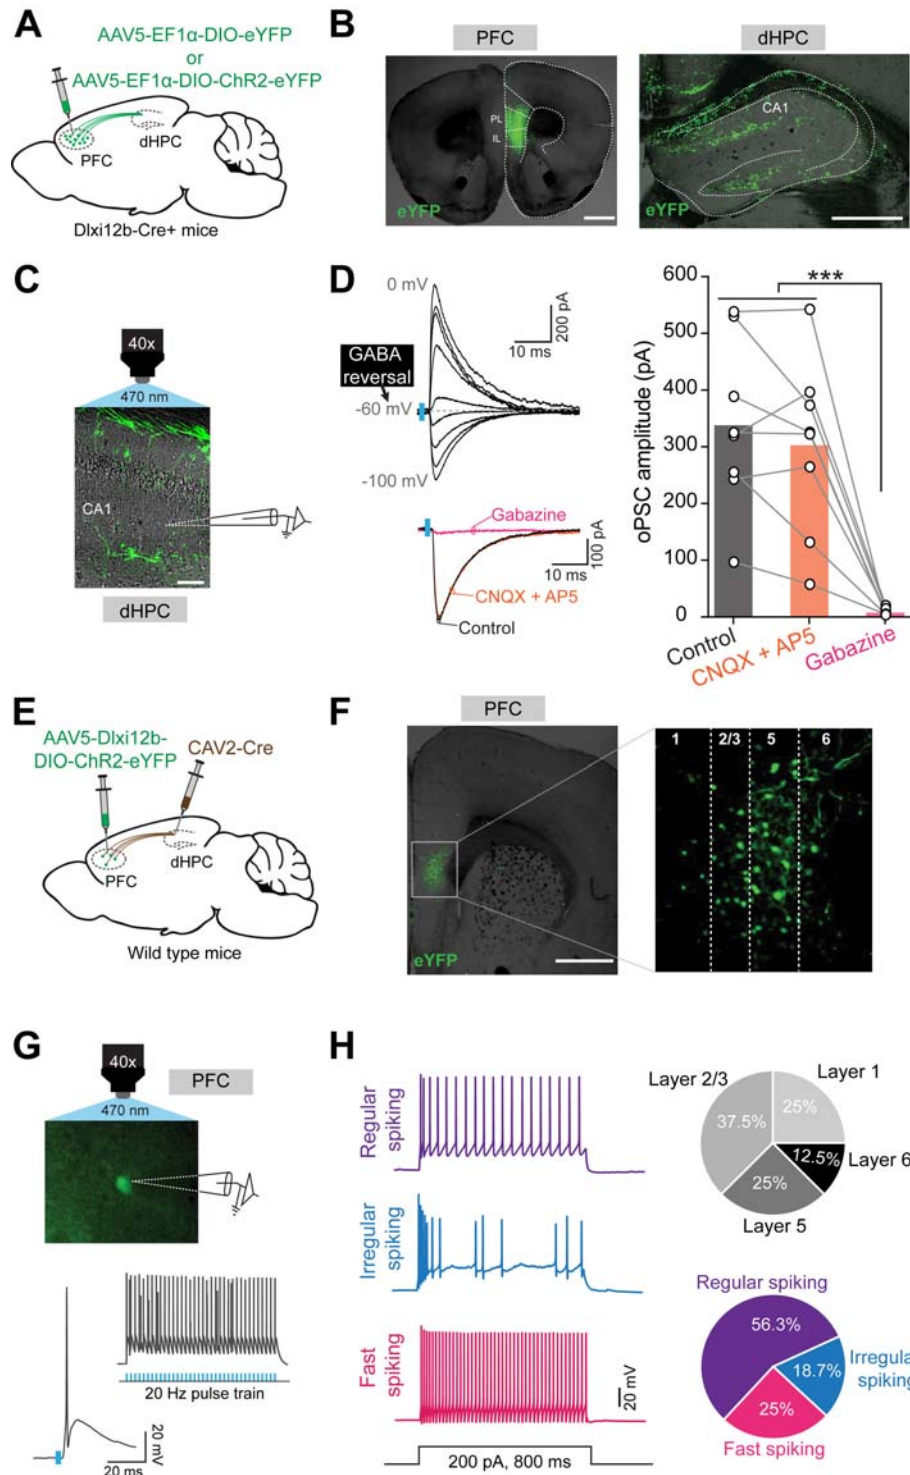 A
AAV5-EF1α-DIO-eYFP
or
AAV5-EF1α-DIO-ChR2-eYFP
dHPC
PFC
Dlxi12b-Cre+ mice
B
PFC
dHPC
PL
IL
eYFP
CA1
eYFP
C
40x
470 nm
CA1
dHPC
D
0 mV
200 pA
10 ms
GABA
reversal
-60 mV
-100 mV
Gabazine
100 pA
10 ms
CNQX + AP5
Control
***
oPSC amplitude (pA)
600
500
400
300
200
100
0
Control
CNQX + AP5
Gabazine
E
AAV5-Dlxi12b-
DIO-ChR2-eYFP
CAV2-Cre
dHPC
PFC
Wild type mice
F
PFC
eYFP
1
2/3
5
6
G
40x
PFC
470 nm
20 Hz pulse train
20 mV
20 ms
H
Regular
spiking
Irregular
spiking
Fast
spiking
20 mV
200 pA, 800 ms
Layer 2/3
Layer 1
37.5%
25%
12.5%
Layer 6
25%
Layer 5
Regular spiking
56.3%
18.7%
Irregular
spiking
25%
Fast spiking